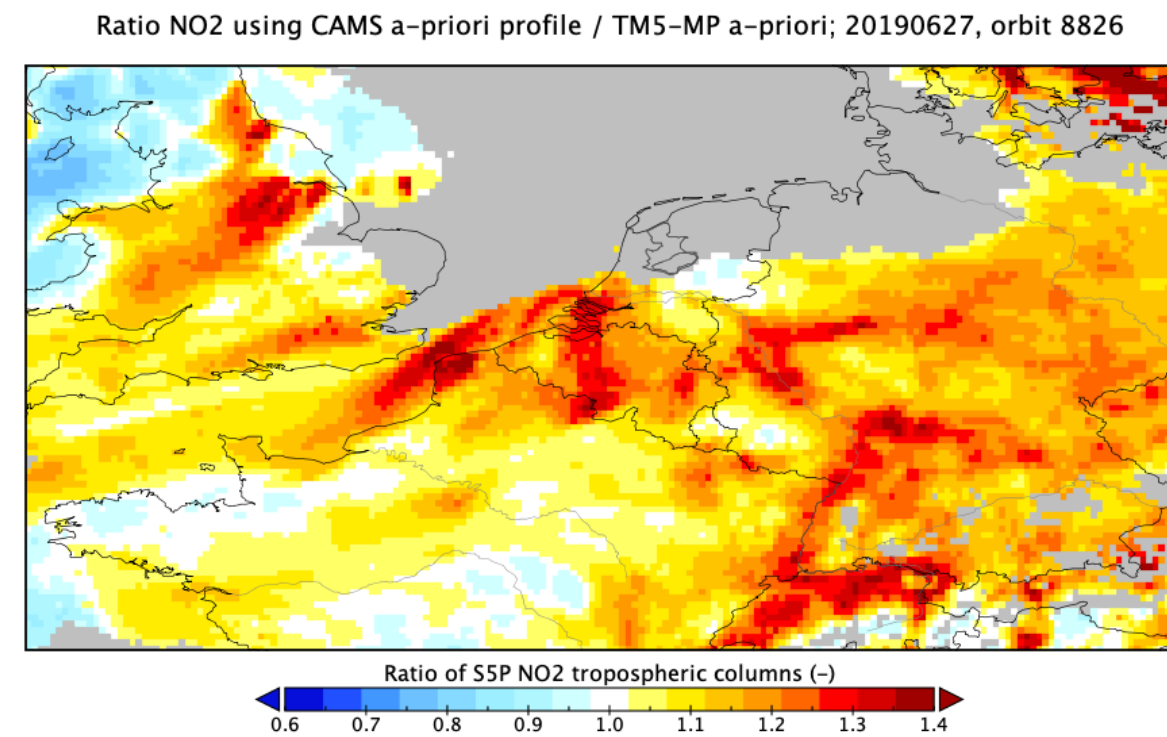 Ratio NO2 using CAMS a-priori profile / TM5-MP a-priori; 20190627, orbit 8826
Ratio of S5P NO2 tropospheric columns (-)
0.6 0.7 0.8 0.9 1.0 1.1 1.2 1.3 1.4